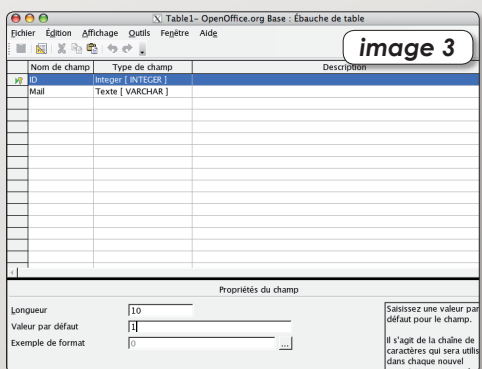 Table1– OpenOffice.org Base : Ébauche de table
Fichier Édition Affichage Outils Fenêtre Aide
image 3
Nom de champ Type de champ Description
ID Integer [ INTEGER ]
Mail Texte [ VARCHAR ]
Propriétés du champ
Longueur 10
Valeur par défaut 1
Exemple de format 0 ...
Saisissez une valeur par
défaut pour le champ.
Il s'agit de la chaîne de
caractères qui sera utilis
dans chaque nouvel